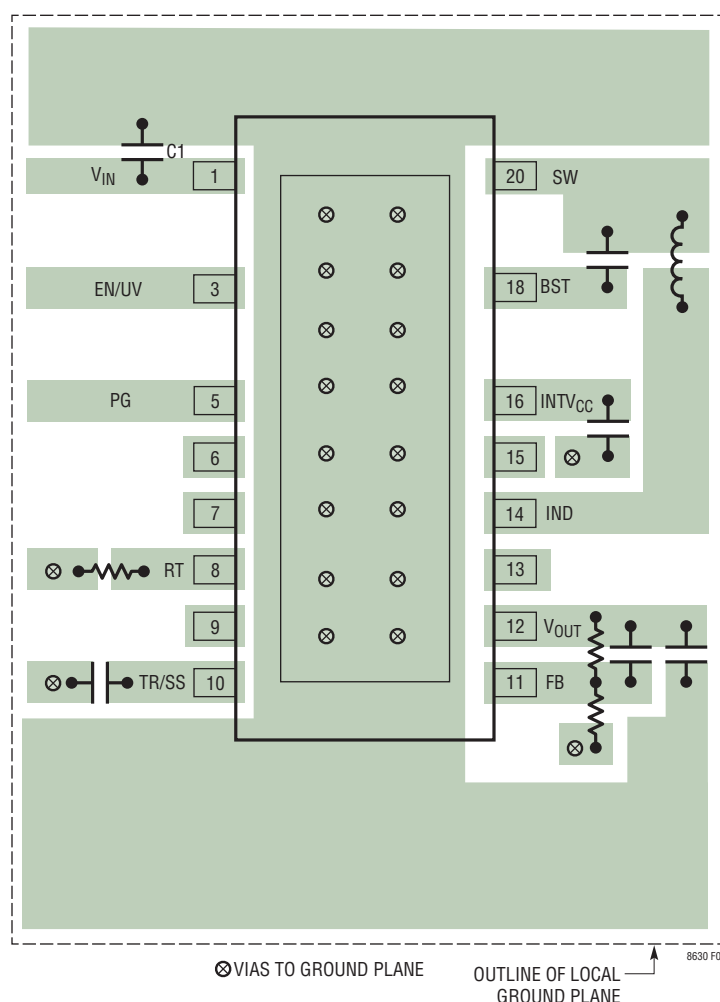 C1
V_IN 1 20 SW
EN/UV 3 18 BST
PG 5 16 INTV_CC
6 15
7 14 IND
RT 8 13
9 12 V_OUT
TR/SS 10 11 FB
8630 F0
VIAS TO GROUND PLANE
OUTLINE OF LOCAL
GROUND PLANE